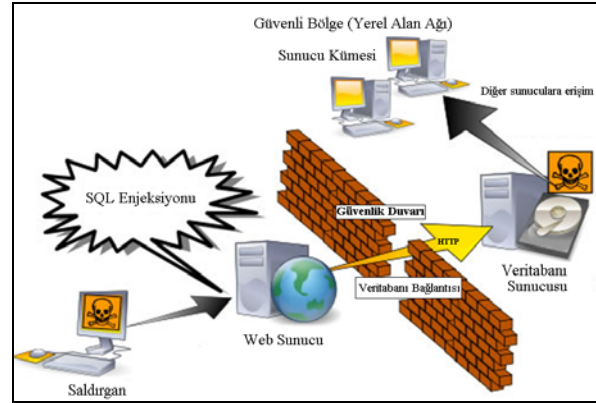 Güvenli Bölge (Yerel Alan Ağı)
Sunucu Kümesi
Diğer sunuculara erişim
SQL Enjeksiyonu
Güvenlik Duvarı
HTTP
Veritabanı Bağlantısı
Veritabanı
Sunucusu
Web Sunucu
Saldırgan